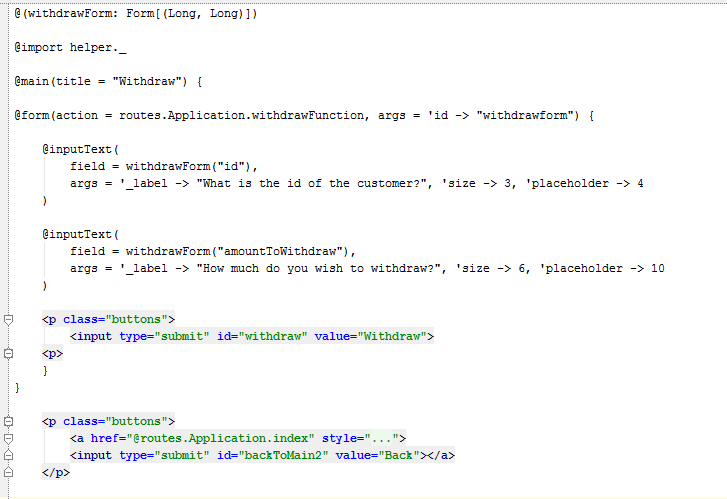 @(withdrawForm: Form[(Long, Long)])
@import helper._
@main(title = "Withdraw") {
@form(action = routes.Application.withdrawFunction, args = 'id -> "withdrawform") {
@inputText(
field = withdrawForm("id"),
args = '_label -> "What is the id of the customer?", 'size -> 3, 'placeholder -> 4
)
@inputText(
field = withdrawForm("amountToWithdraw"),
args = '_label -> "How much do you wish to withdraw?", 'size -> 6, 'placeholder -> 10
)
<p class="buttons">
<input type="submit" id="withdraw" value="Withdraw">
<p>
}
}
<p class="buttons">
<a href="@routes.Application.index" style="...">
<input type="submit" id="backToMain2" value="Back"></a>
</p>